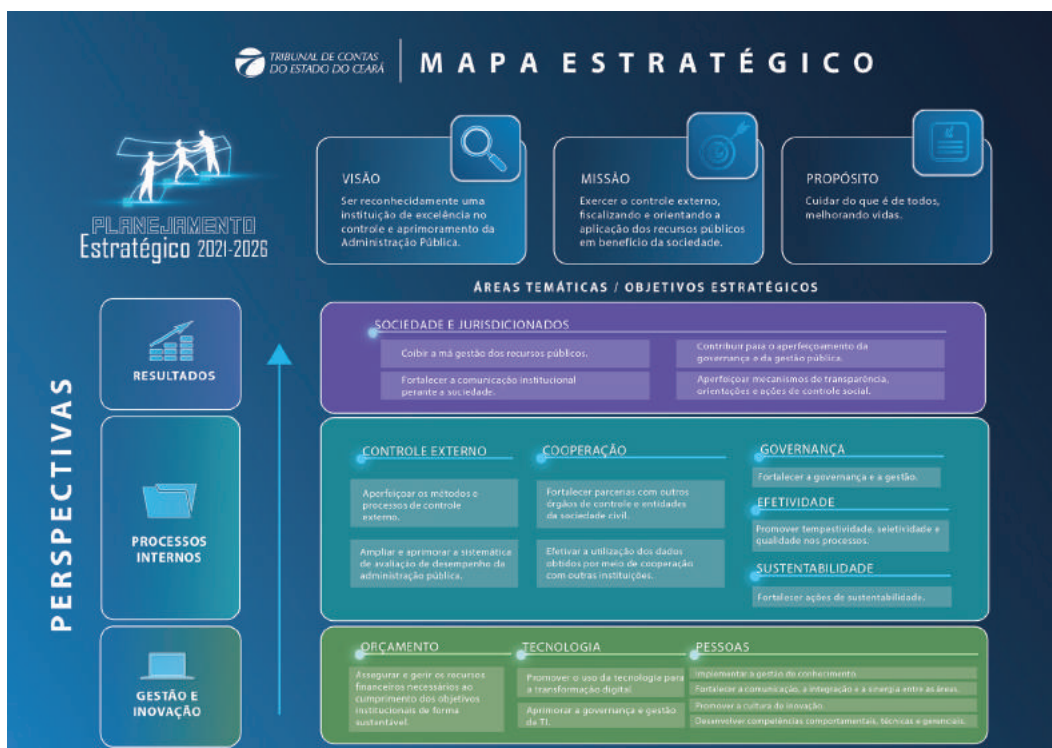 TRIBUNAL DE CONTAS
DO ESTADO DO CEARÁ
MAPA ESTRATÉGICO
PLANEJAMENTO
Estratégico 2021-2026
VISÃO
Ser reconhecidamente uma
instituição de excelência no
controle e aprimoramento da
Administração Pública.
MISSÃO
Exercer o controle externo,
fiscalizando e orientando a
aplicação dos recursos públicos
em benefício da sociedade.
PROPÓSITO
Cuidar do que é de todos,
melhorando vidas.
ÁREAS TEMÁTICAS / OBJETIVOS ESTRATÉGICOS
PERSPECTIVAS
RESULTADOS
SOCIEDADE E JURISDICIONADOS
Coibir a má gestão dos recursos públicos.
Contribuir para o aperfeiçoamento da
governança e da gestão pública.
Fortalecer a comunicação institucional
perante a sociedade.
Aperfeiçoar mecanismos de transparência,
orientações e ações de controle social.
PROCESSOS
INTERNOS
CONTROLE EXTERNO
Aperfeiçoar os métodos e
processos de controle
externo.
Ampliar e aprimorar a sistemática
de avaliação de desempenho da
administração pública.
COOPERAÇÃO
Fortalecer parcerias com outros
órgãos de controle e entidades
da sociedade civil.
Efetivar a utilização dos dados
obtidos por meio de cooperação
com outras instituições.
GOVERNANÇA
Fortalecer a governança e a gestão.
EFETIVIDADE
Promover tempestividade, seletividade e
qualidade nos processos.
SUSTENTABILIDADE
Fortalecer ações de sustentabilidade.
GESTÃO E
INOVAÇÃO
ORÇAMENTO
Assegurar e gerir os recursos
financeiros necessários ao
cumprimento dos objetivos
institucionais de forma
sustentável.
TECNOLOGIA
Promover o uso da tecnologia para
a transformação digital.
Aprimorar a governança e gestão
da TI.
PESSOAS
Implementar a gestão do conhecimento.
Fortalecer a comunicação, a integração e a sinergia entre as áreas.
Promover a cultura da inovação.
Desenvolver competências comportamentais, técnicas e gerenciais.